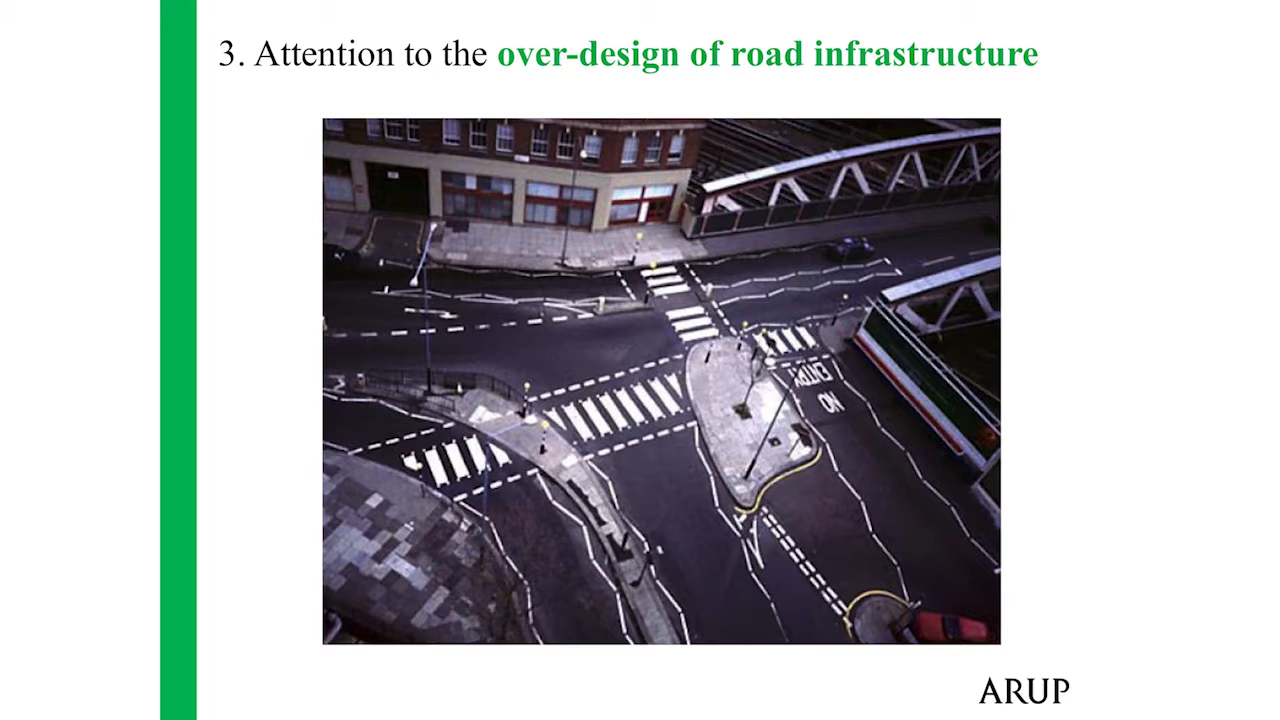 3. Attention to the over-design of road infrastructure
NO
ENTRY
ARUP